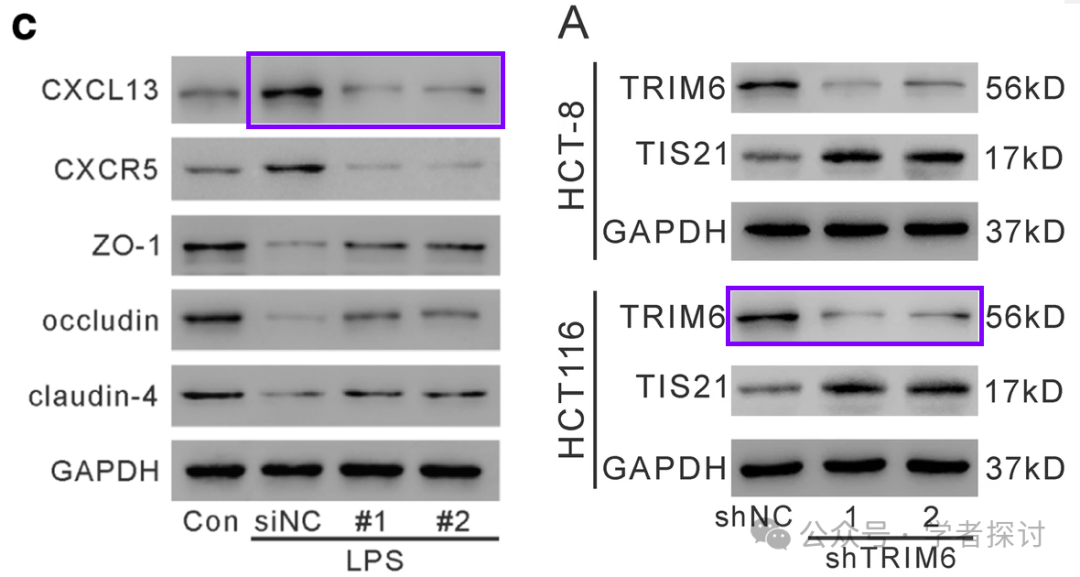 c
CXCL13
CXCR5
ZO-1
occludin
claudin-4
GAPDH
Con siNC #1 #2
LPS
A
HCT-8
TRIM6 56kD
TIS21 17kD
GAPDH 37kD
HCT116
TRIM6 56kD
TIS21 17kD
GAPDH 37kD
shNC 1 2
shTRIM6
公众号 · 学者探讨